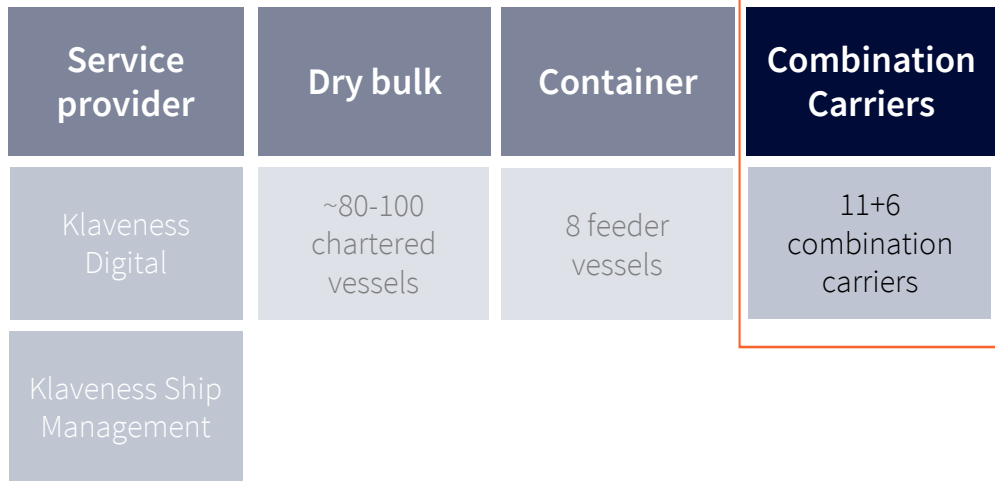 Service
provider
Dry bulk
Container
Combination
Carriers
Klaveness
Digital
~80-100
chartered
vessels
8 feeder
vessels
11+6
combination
carriers
Klaveness Ship
Management